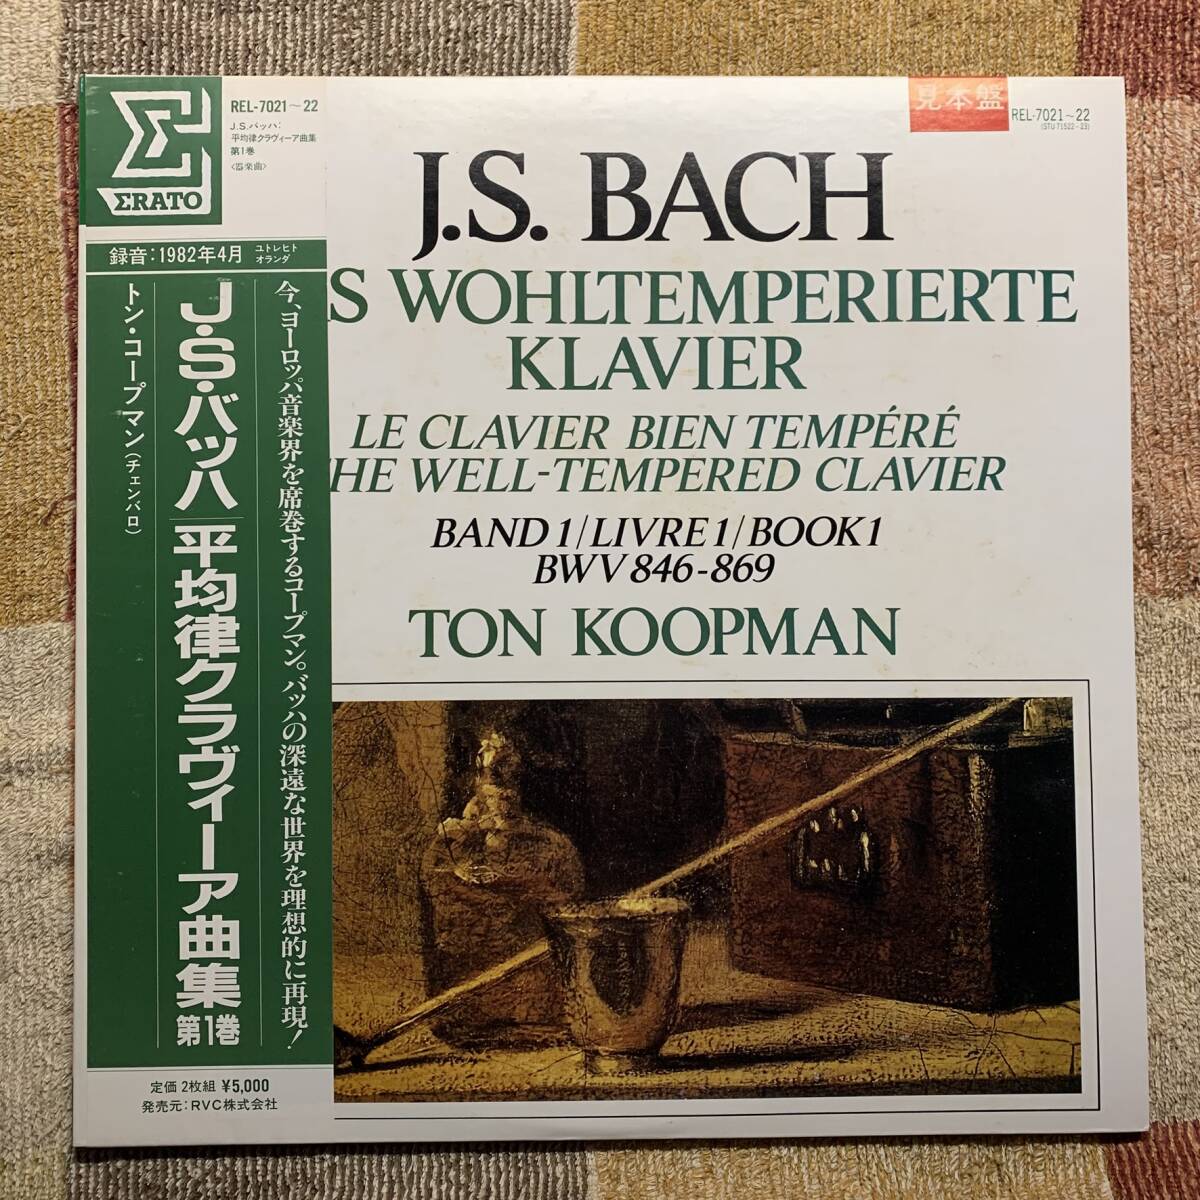 ΣRATO
REL-7021〜22
J.S.バッハ:
平均律クラヴィーア曲集
第1巻
〈器楽曲〉
録音:1982年4月 ユトレヒト
オランダ
今、ヨーロッパ音楽界を席巻するコープマン。バッハの深遠な世界を理想的に再現!
J・S・バッハ 平均律クラヴィーア曲集 第1巻
トン・コープマン(チェンバロ)
定価 2枚組 ¥5,000
発売元:RVC株式会社
見本盤
REL-7021〜22
(STU 71522-23)
J.S. BACH
S WOHLTEMPERIERTE
KLAVIER
LE CLAVIER BIEN TEMPÉRÉ
HE WELL-TEMPERED CLAVIER
BAND 1/LIVRE 1/BOOK 1
BWV 846-869
TON KOOPMAN